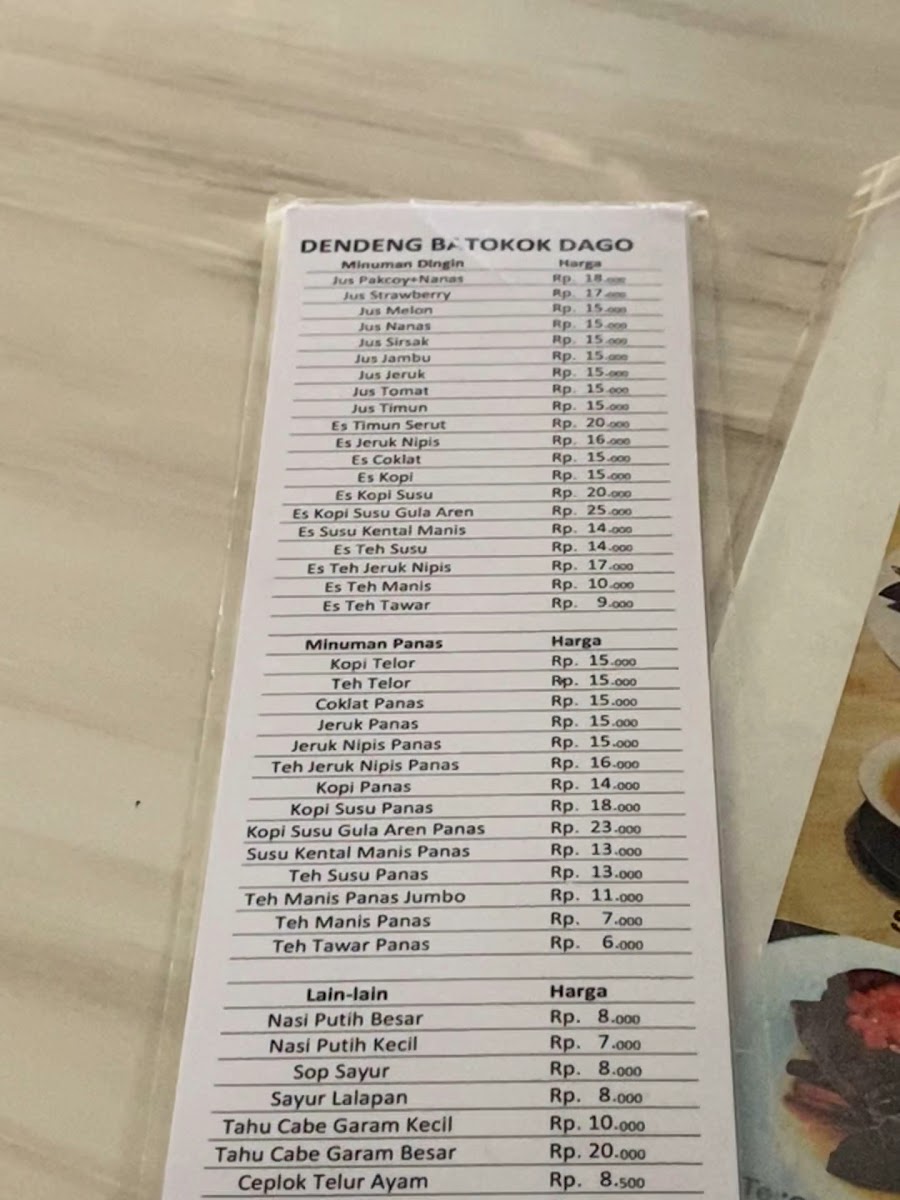 DENDENG BATOKOK DAGO
Minuman Dingin Harga
Jus Pakcoy+Nanas Rp. 18.000
Jus Strawberry Rp. 17.000
Jus Melon Rp. 15.000
Jus Nanas Rp. 15.000
Jus Sirsak Rp. 15.000
Jus Jambu Rp. 15.000
Jus Jeruk Rp. 15.000
Jus Tomat Rp. 15.000
Jus Timun Rp. 15.000
Es Timun Serut Rp. 20.000
Es Jeruk Nipis Rp. 16.000
Es Coklat Rp. 15.000
Es Kopi Rp. 15.000
Es Kopi Susu Rp. 20.000
Es Kopi Susu Gula Aren Rp. 25.000
Es Susu Kental Manis Rp. 14.000
Es Teh Susu Rp. 14.000
Es Teh Jeruk Nipis Rp. 17.000
Es Teh Manis Rp. 10.000
Es Teh Tawar Rp. 9.000
Minuman Panas Harga
Kopi Telor Rp. 15.000
Teh Telor Rp. 15.000
Coklat Panas Rp. 15.000
Jeruk Panas Rp. 15.000
Jeruk Nipis Panas Rp. 15.000
Teh Jeruk Nipis Panas Rp. 16.000
Kopi Panas Rp. 14.000
Kopi Susu Panas Rp. 18.000
Kopi Susu Gula Aren Panas Rp. 23.000
Susu Kental Manis Panas Rp. 13.000
Teh Susu Panas Rp. 13.000
Teh Manis Panas Jumbo Rp. 11.000
Teh Manis Panas Rp. 7.000
Teh Tawar Panas Rp. 6.000
Lain-lain Harga
Nasi Putih Besar Rp. 8.000
Nasi Putih Kecil Rp. 7.000
Sop Sayur Rp. 8.000
Sayur Lalapan Rp. 8.000
Tahu Cabe Garam Kecil Rp. 10.000
Tahu Cabe Garam Besar Rp. 20.000
Ceplok Telur Ayam Rp. 8.500